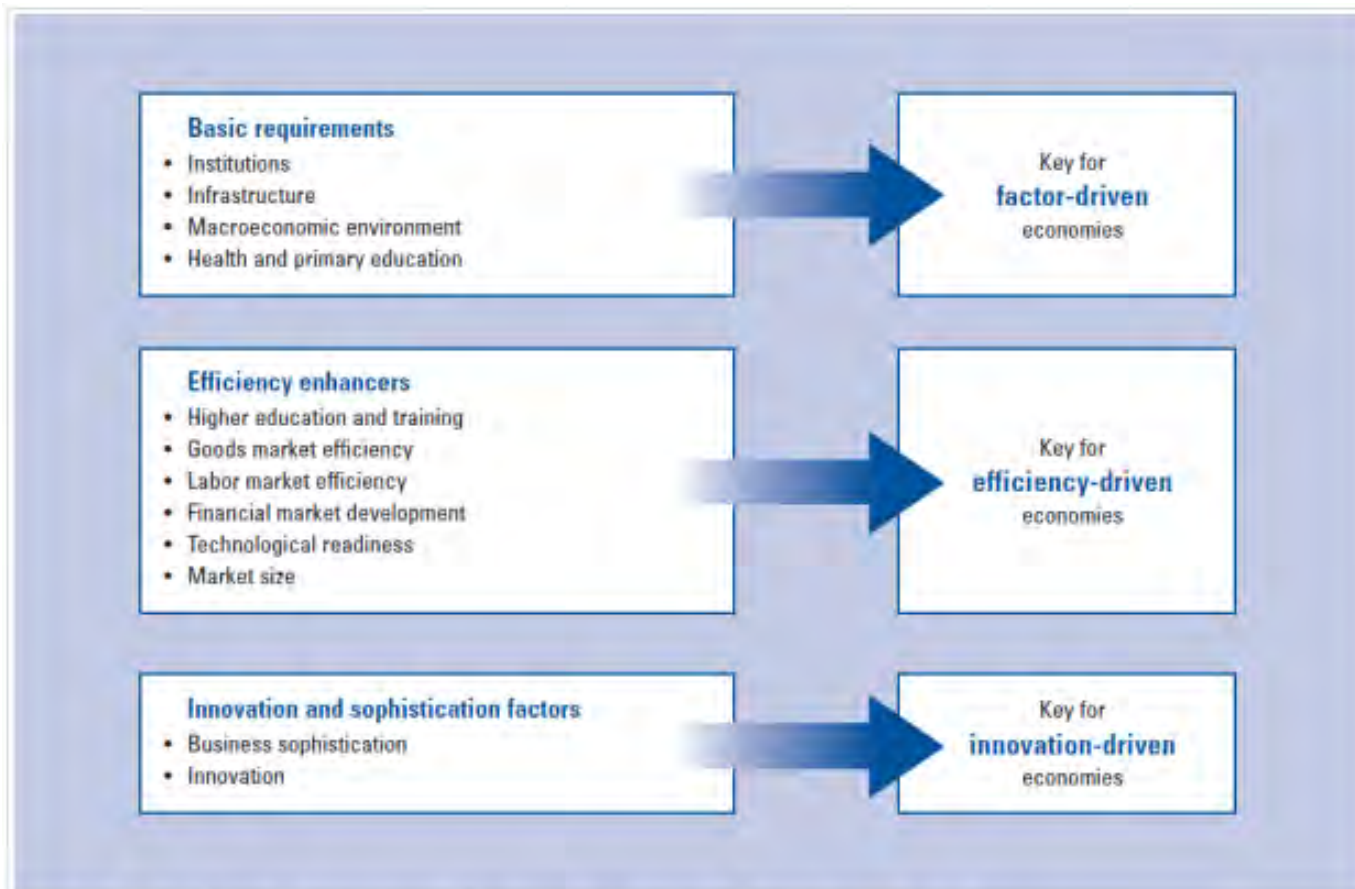 Basic requirements
• Institutions
• Infrastructure
• Macroeconomic environment
• Health and primary education
Key for
factor-driven
economies
Efficiency enhancers
• Higher education and training
• Goods market efficiency
• Labor market efficiency
• Financial market development
• Technological readiness
• Market size
Key for
efficiency-driven
economies
Innovation and sophistication factors
• Business sophistication
• Innovation
Key for
innovation-driven
economies